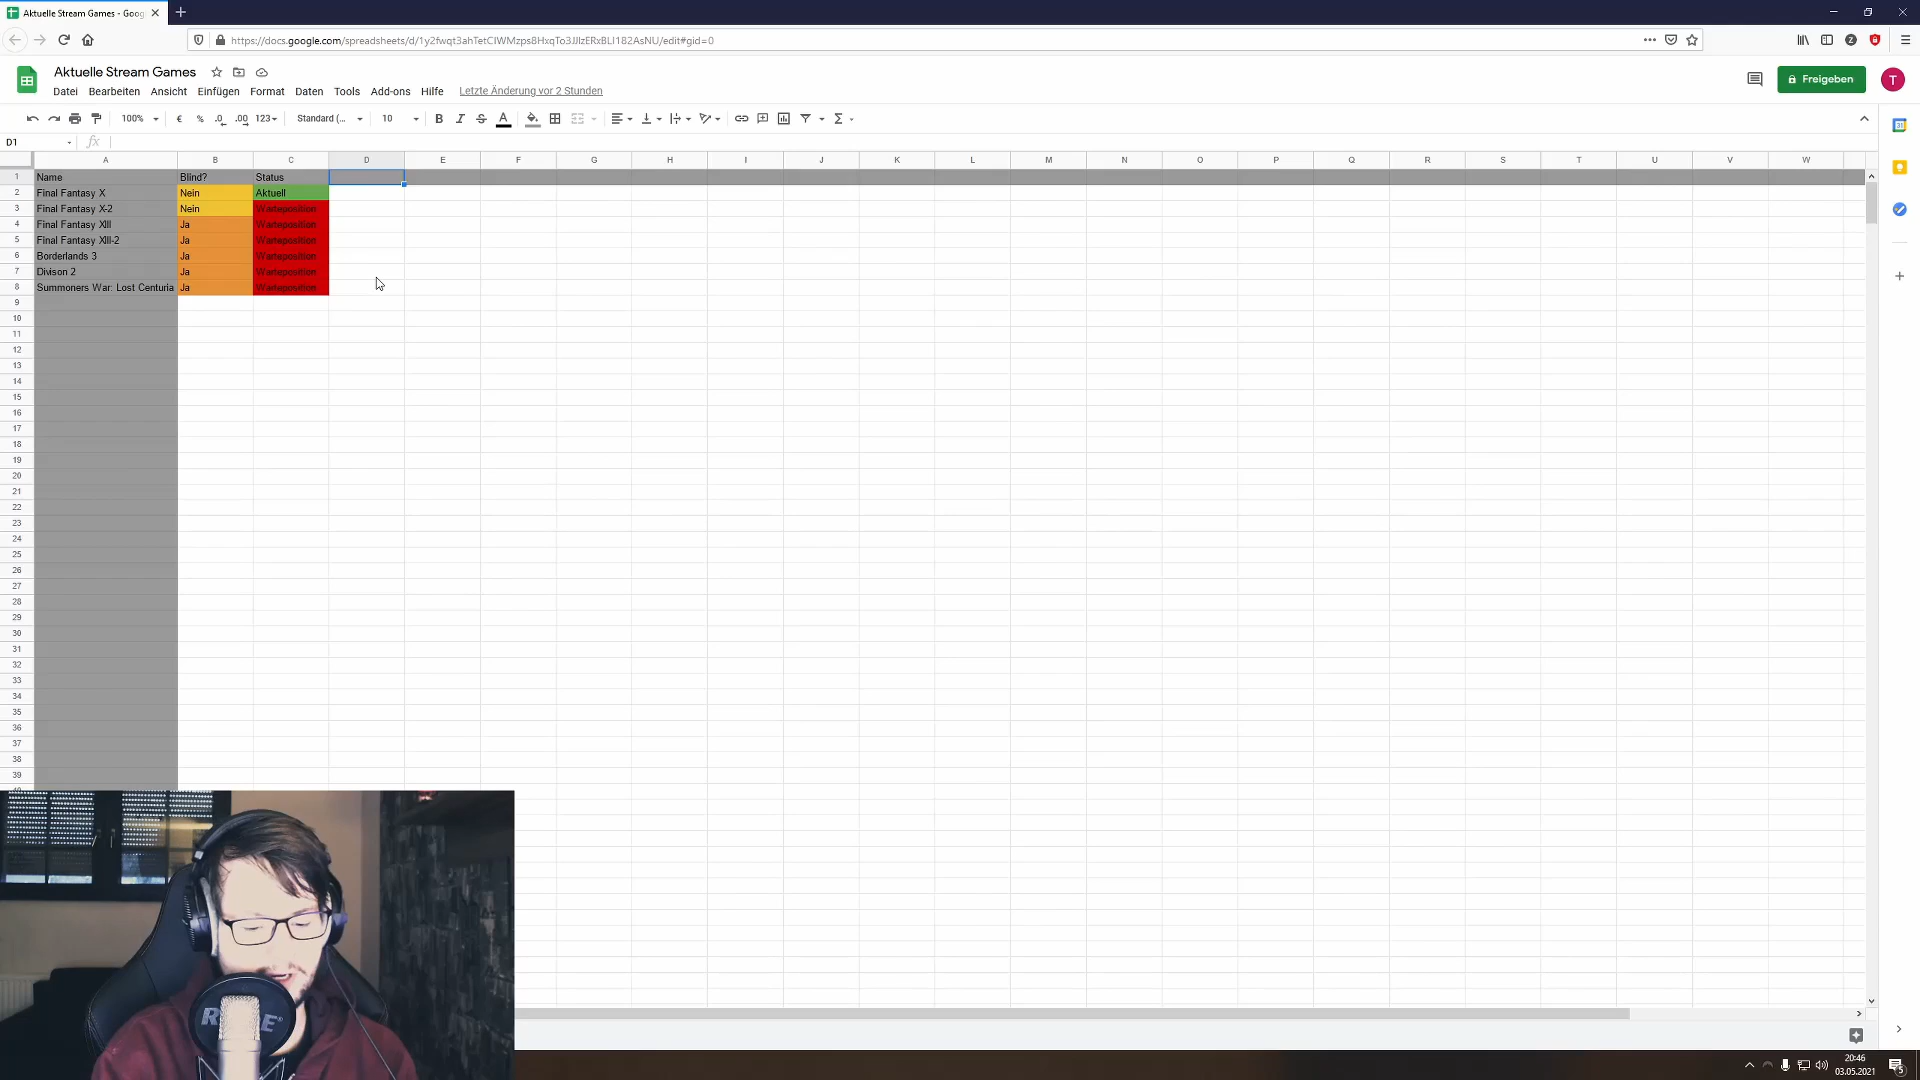 Aktuelle Stream Games - Goog
https://docs.google.com/spreadsheets/d/1y2fwqt3ahTetCIWMzps8HxqTo3JJIzERxBLI182AsNU/edit#gid=0
Aktuelle Stream Games
Freigeben
T
Datei Bearbeiten Ansicht Einfügen Format Daten Tools Add-ons Hilfe Letzte Änderung vor 2 Stunden
100% € % .0 .00 123 Standard (... 10 B I S A Σ
D1 fx
A B C D E F G H I J K L M N O P Q R S T U V W
1 Name Blind? Status
2 Final Fantasy X Nein Aktuell
3 Final Fantasy X-2 Nein Warteposition
4 Final Fantasy XIII Ja Warteposition
5 Final Fantasy XIII-2 Ja Warteposition
6 Borderlands 3 Ja Warteposition
7 Divison 2 Ja Warteposition
8 Summoners War: Lost Centuria Ja Warteposition
9
10
11
12
13
14
15
16
17
18
19
20
21
22
23
24
25
26
27
28
29
30
31
32
33
34
35
36
37
38
39
20:46
03.05.2021